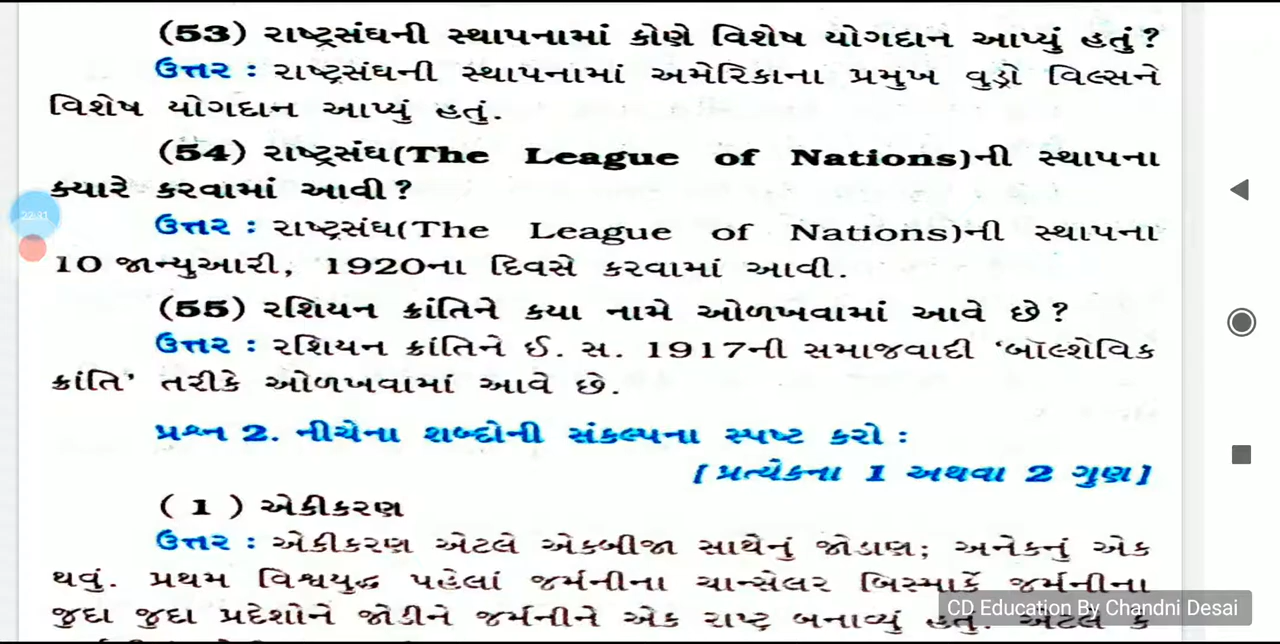 (53) રાષ્ટ્રસંઘની સ્થાપનામાં કોણે વિશેષ યોગદાન આપ્યું હતું?
ઉત્તર : રાષ્ટ્રસંઘની સ્થાપનામાં અમેરિકાના પ્રમુખ વુડ્રો વિલ્સને
વિશેષ યોગદાન આપ્યું હતું.
(54) રાષ્ટ્રસંઘ(The League of Nations)ની સ્થાપના
ક્યારે કરવામાં આવી?
22:31
ઉત્તર : રાષ્ટ્રસંઘ(The League of Nations)ની સ્થાપના
10 જાન્યુઆરી, 1920ના દિવસે કરવામાં આવી.
(55) રશિયન ક્રાંતિને કયા નામે ઓળખવામાં આવે છે?
ઉત્તર : રશિયન ક્રાંતિને ઈ. સ. 1917ની સમાજવાદી ‘બૉલ્શેવિક
ક્રાંતિ’ તરીકે ઓળખવામાં આવે છે.
પ્રશ્ન 2. નીચેના શબ્દોની સંકલ્પના સ્પષ્ટ કરો :
[પ્રત્યેકના 1 અથવા 2 ગુણ]
( 1 ) એકીકરણ
ઉત્તર : એકીકરણ એટલે એકબીજા સાથેનું જોડાણ; અનેકનું એક
થવું. પ્રથમ વિશ્વયુદ્ધ પહેલાં જર્મનીના ચાન્સેલર બિસ્માર્કે જર્મનીના
જુદા જુદા પ્રદેશોને જોડીને જર્મનીને એક રાષ્ટ્ર બનાવ્યું હતું. એટલે કે
CD Education By Chandni Desai